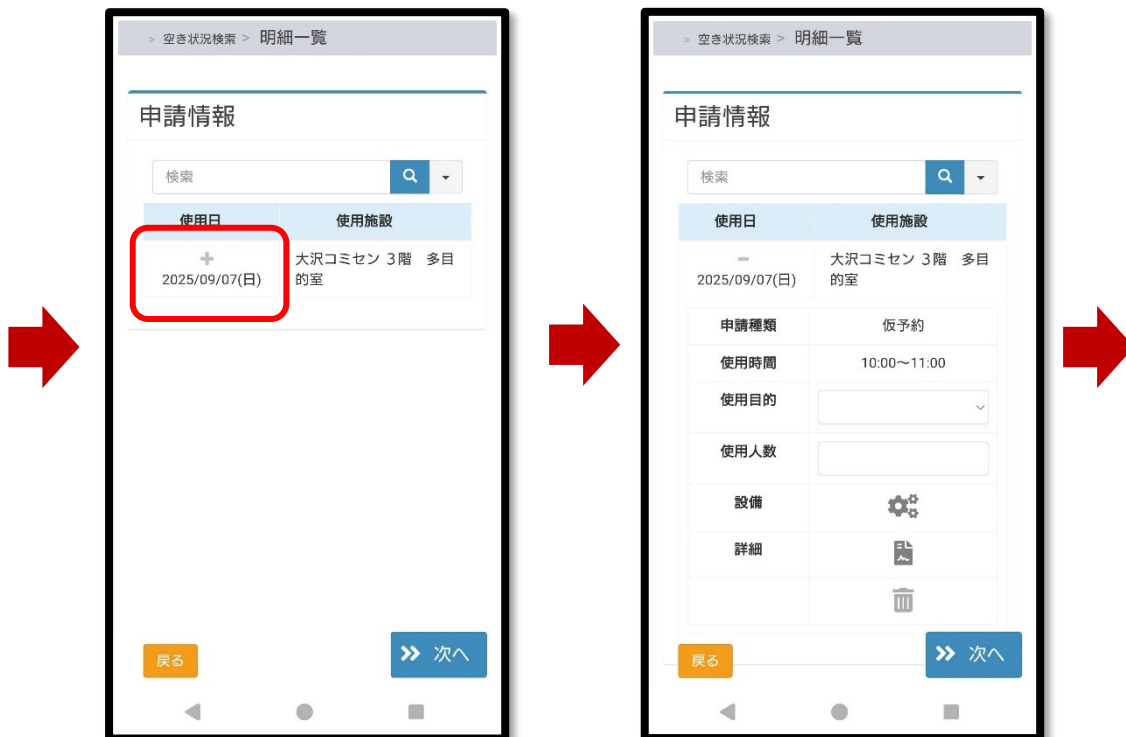 > 空き状況検索 > 明細一覧
申請情報
検索
使用日 使用施設
2025/09/07(日) 大沢コミセン 3階 多目
的室
戻る
次へ
> 空き状況検索 > 明細一覧
申請情報
検索
使用日 使用施設
2025/09/07(日) 大沢コミセン 3階 多目
的室
申請種類 仮予約
使用時間 10:00～11:00
使用目的
使用人数
設備
詳細
戻る
次へ